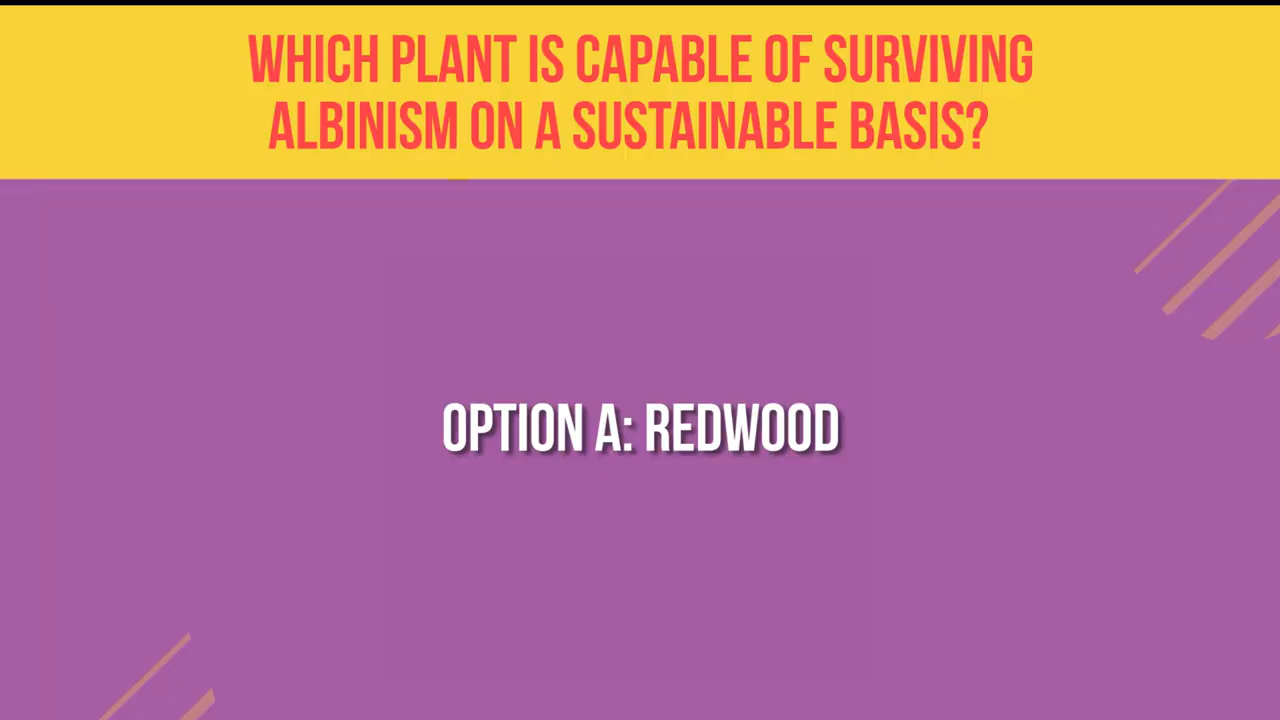 WHICH PLANT IS CAPABLE OF SURVIVING
ALBINISM ON A SUSTAINABLE BASIS?
OPTION A: REDWOOD